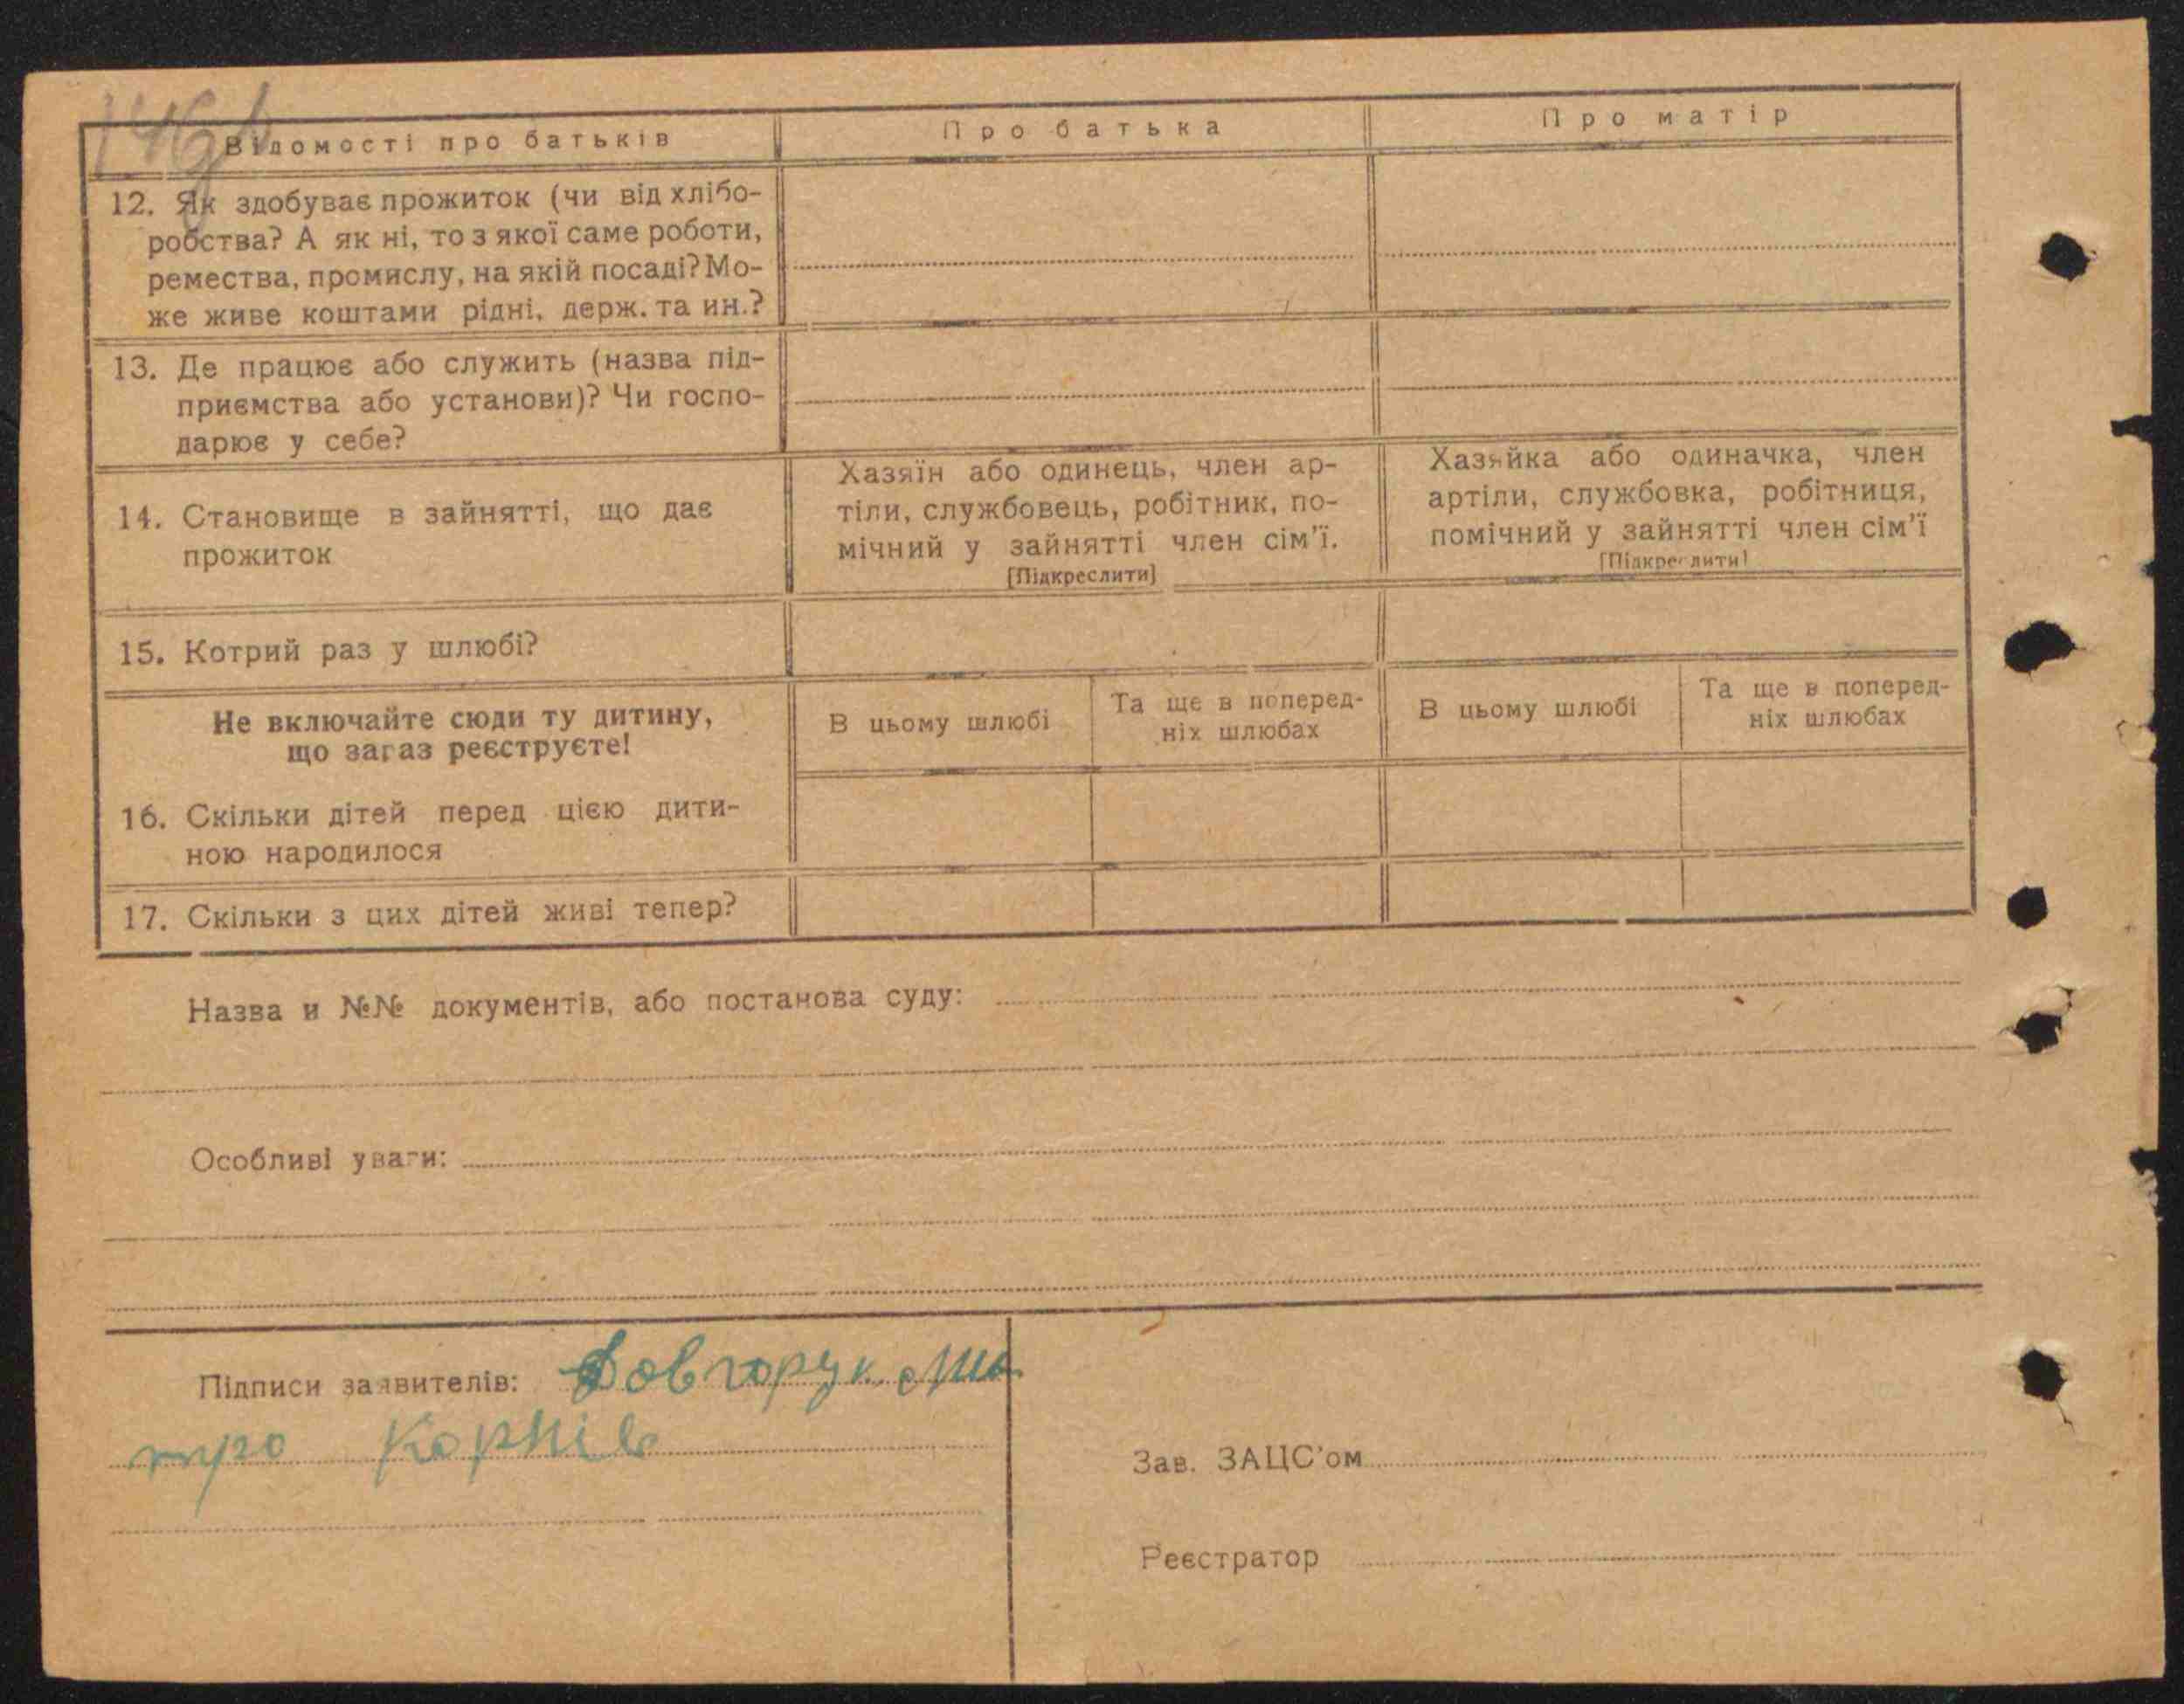 Відомості про батьків
Про батька
Про матір
12. Як здобуває прожиток (чи від хлібо-
робства? А як ні, то з якої саме роботи,
ремества, промислу, на якій посаді? Мо-
же живе коштами рідні, держ. та ин.?
13. Де працює або служить (назва під-
приємства або установи)? Чи госпо-
дарює у себе?
14. Становище в зайнятті, що дає
прожиток
Хазяїн або одинець, член ар-
тіли, службовець, робітник, по-
мічний у зайнятті член сім'ї.
[Підкреслити]
Хазяйка або одиначка, член
артіли, службовка, робітниця,
помічний у зайнятті член сім'ї
[Підкреслити]
15. Котрий раз у шлюбі?
Не включайте сюди ту дитину,
що зараз реєструєте!
В цьому шлюбі
Та ще в поперед-
ніх шлюбах
В цьому шлюбі
Та ще в поперед-
ніх шлюбах
16. Скільки дітей перед цією дити-
ною народилося
17. Скільки з цих дітей живі тепер?
Назва и №№ документів, або постанова суду:
Особливі уваги:
Підписи заявителів: Довгорук
Корній
Зав. ЗАЦС'ом
Реєстратор